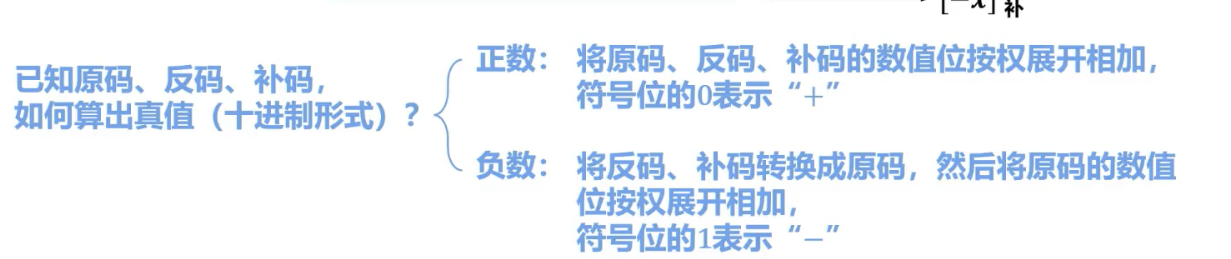 [−x]补
已知原码、反码、补码，
如何算出真值（十进制形式）？
正数： 将原码、反码、补码的数值位按权展开相加，
符号位的0表示“+”
负数： 将反码、补码转换成原码，然后将原码的数值
位按权展开相加，
符号位的1表示“−”